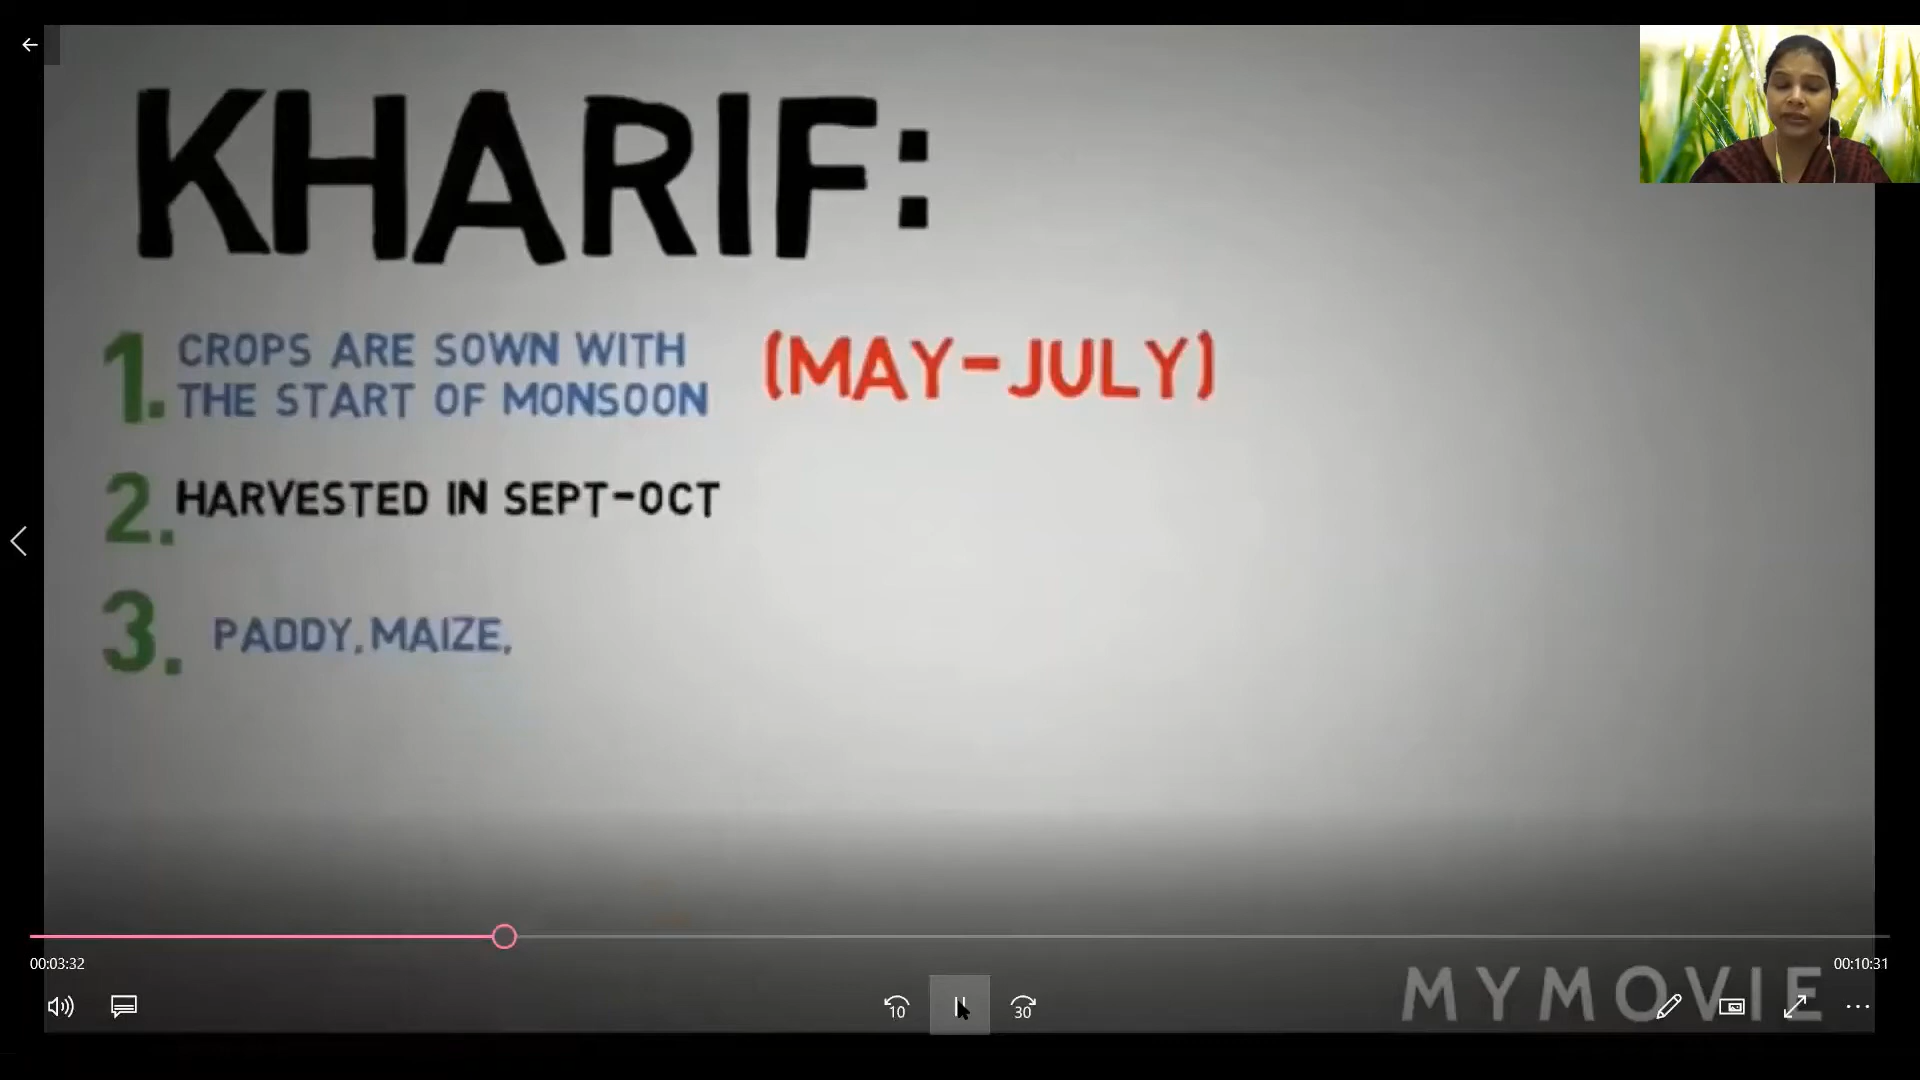 KHARIF:
1. CROPS ARE SOWN WITH
THE START OF MONSOON
(MAY-JULY)
2. HARVESTED IN SEPT-OCT
3. PADDY, MAIZE,
00:03:32
00:10:31
10
30
MYMOVIE